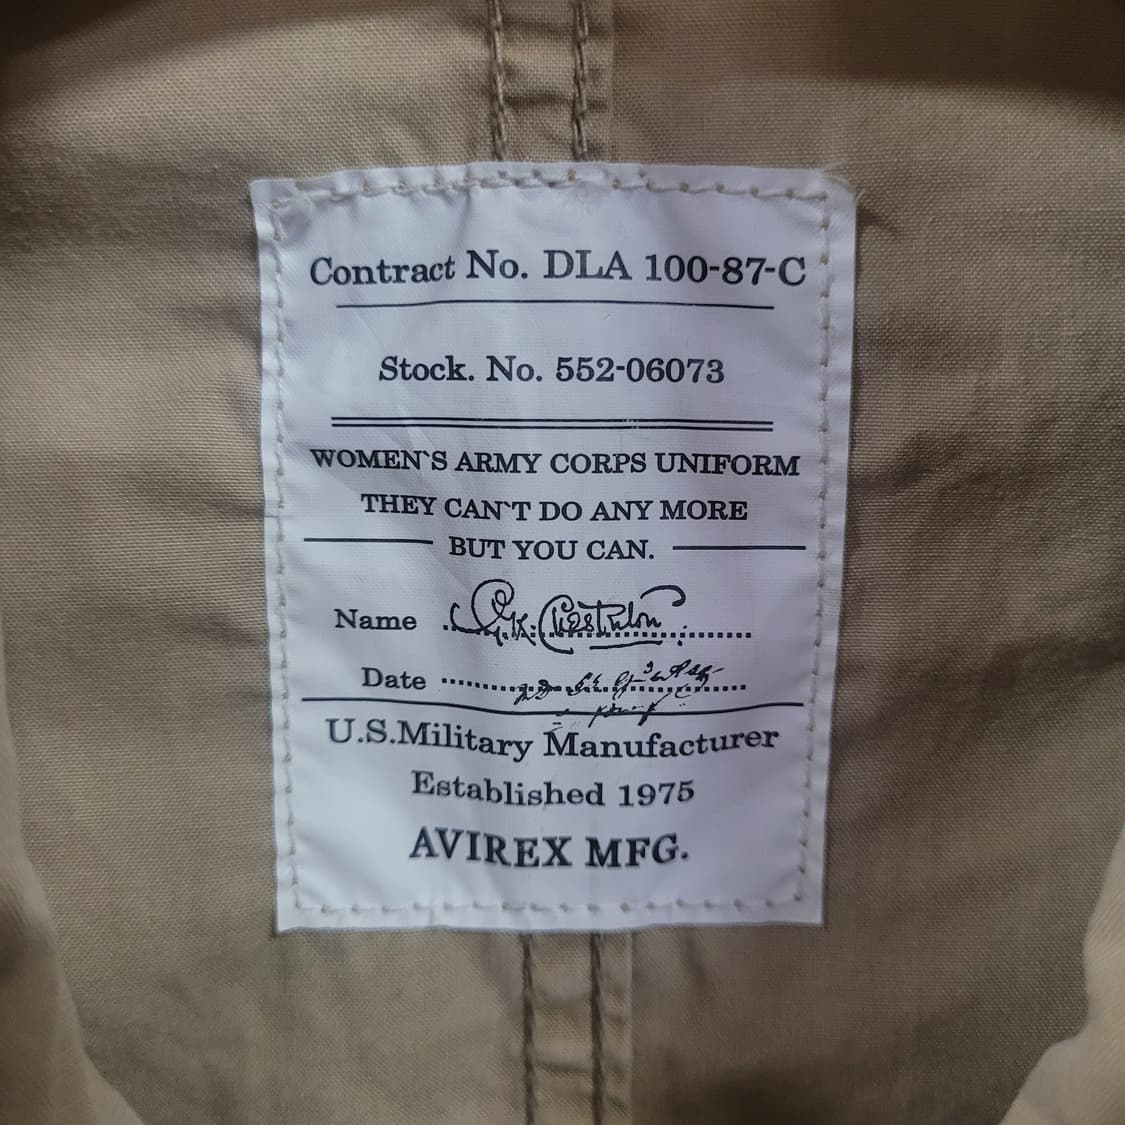 Contract No. DLA 100-87-C
Stock. No. 552-06073
WOMEN`S ARMY CORPS UNIFORM
THEY CAN`T DO ANY MORE
BUT YOU CAN.
Name G.K. Chesterton
Date
U.S.Military Manufacturer
Established 1975
AVIREX MFG.